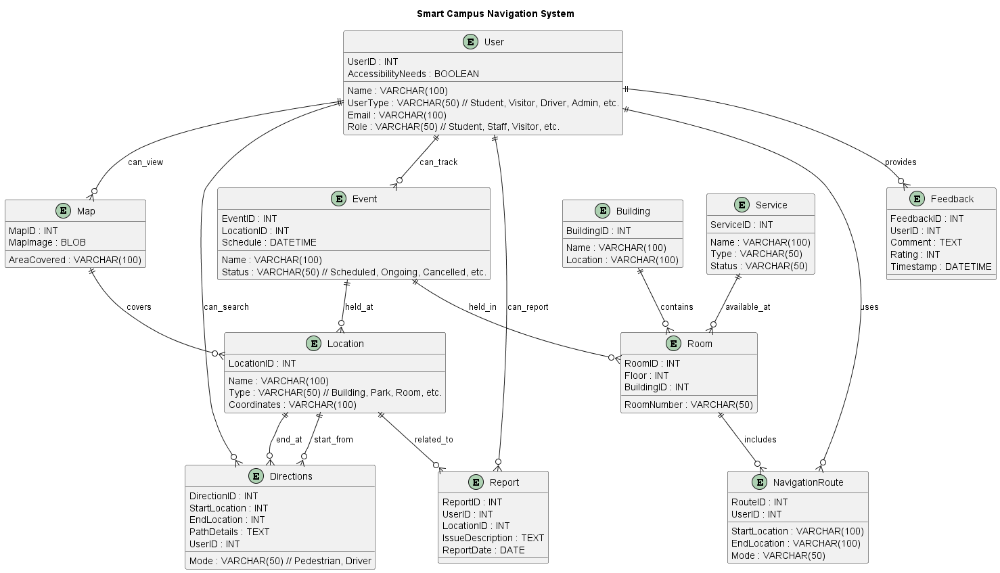 Smart Campus Navigation System
E User
UserID : INT
AccessibilityNeeds : BOOLEAN
Name : VARCHAR(100)
UserType : VARCHAR(50) // Student, Visitor, Driver, Admin, etc.
Email : VARCHAR(100)
Role : VARCHAR(50) // Student, Staff, Visitor, etc.
can_view
can_track
provides
E Map
MapID : INT
MapImage : BLOB
AreaCovered : VARCHAR(100)
E Event
EventID : INT
LocationID : INT
Schedule : DATETIME
Name : VARCHAR(100)
Status : VARCHAR(50) // Scheduled, Ongoing, Cancelled, etc.
E Building
BuildingID : INT
Name : VARCHAR(100)
Location : VARCHAR(100)
E Service
ServiceID : INT
Name : VARCHAR(100)
Type : VARCHAR(50)
Status : VARCHAR(50)
E Feedback
FeedbackID : INT
UserID : INT
Comment : TEXT
Rating : INT
Timestamp : DATETIME
covers
can_search
held_at
held_in
can_report
contains
available_at
uses
E Location
LocationID : INT
Name : VARCHAR(100)
Type : VARCHAR(50) // Building, Park, Room, etc.
Coordinates : VARCHAR(100)
E Room
RoomID : INT
Floor : INT
BuildingID : INT
RoomNumber : VARCHAR(50)
end_at
start_from
related_to
includes
E Directions
DirectionID : INT
StartLocation : INT
EndLocation : INT
PathDetails : TEXT
UserID : INT
Mode : VARCHAR(50) // Pedestrian, Driver
E Report
ReportID : INT
UserID : INT
LocationID : INT
IssueDescription : TEXT
ReportDate : DATE
E NavigationRoute
RouteID : INT
UserID : INT
StartLocation : VARCHAR(100)
EndLocation : VARCHAR(100)
Mode : VARCHAR(50)